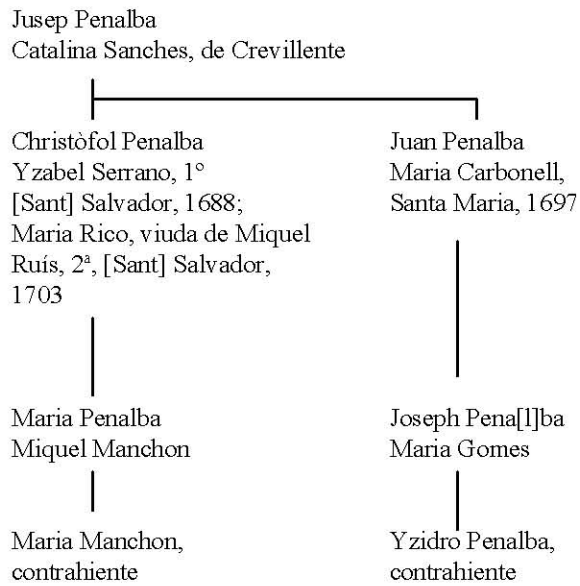 Jusep Penalba
Catalina Sanches, de Crevillente
Christòfol Penalba
Yzabel Serrano, 1º
[Sant] Salvador, 1688;
Maria Rico, viuda de Miquel
Ruís, 2ª, [Sant] Salvador,
1703
Juan Penalba
Maria Carbonell,
Santa Maria, 1697
Maria Penalba
Miquel Manchon
Joseph Pena[l]ba
Maria Gomes
Maria Manchon,
contrahiente
Yzidro Penalba,
contrahiente